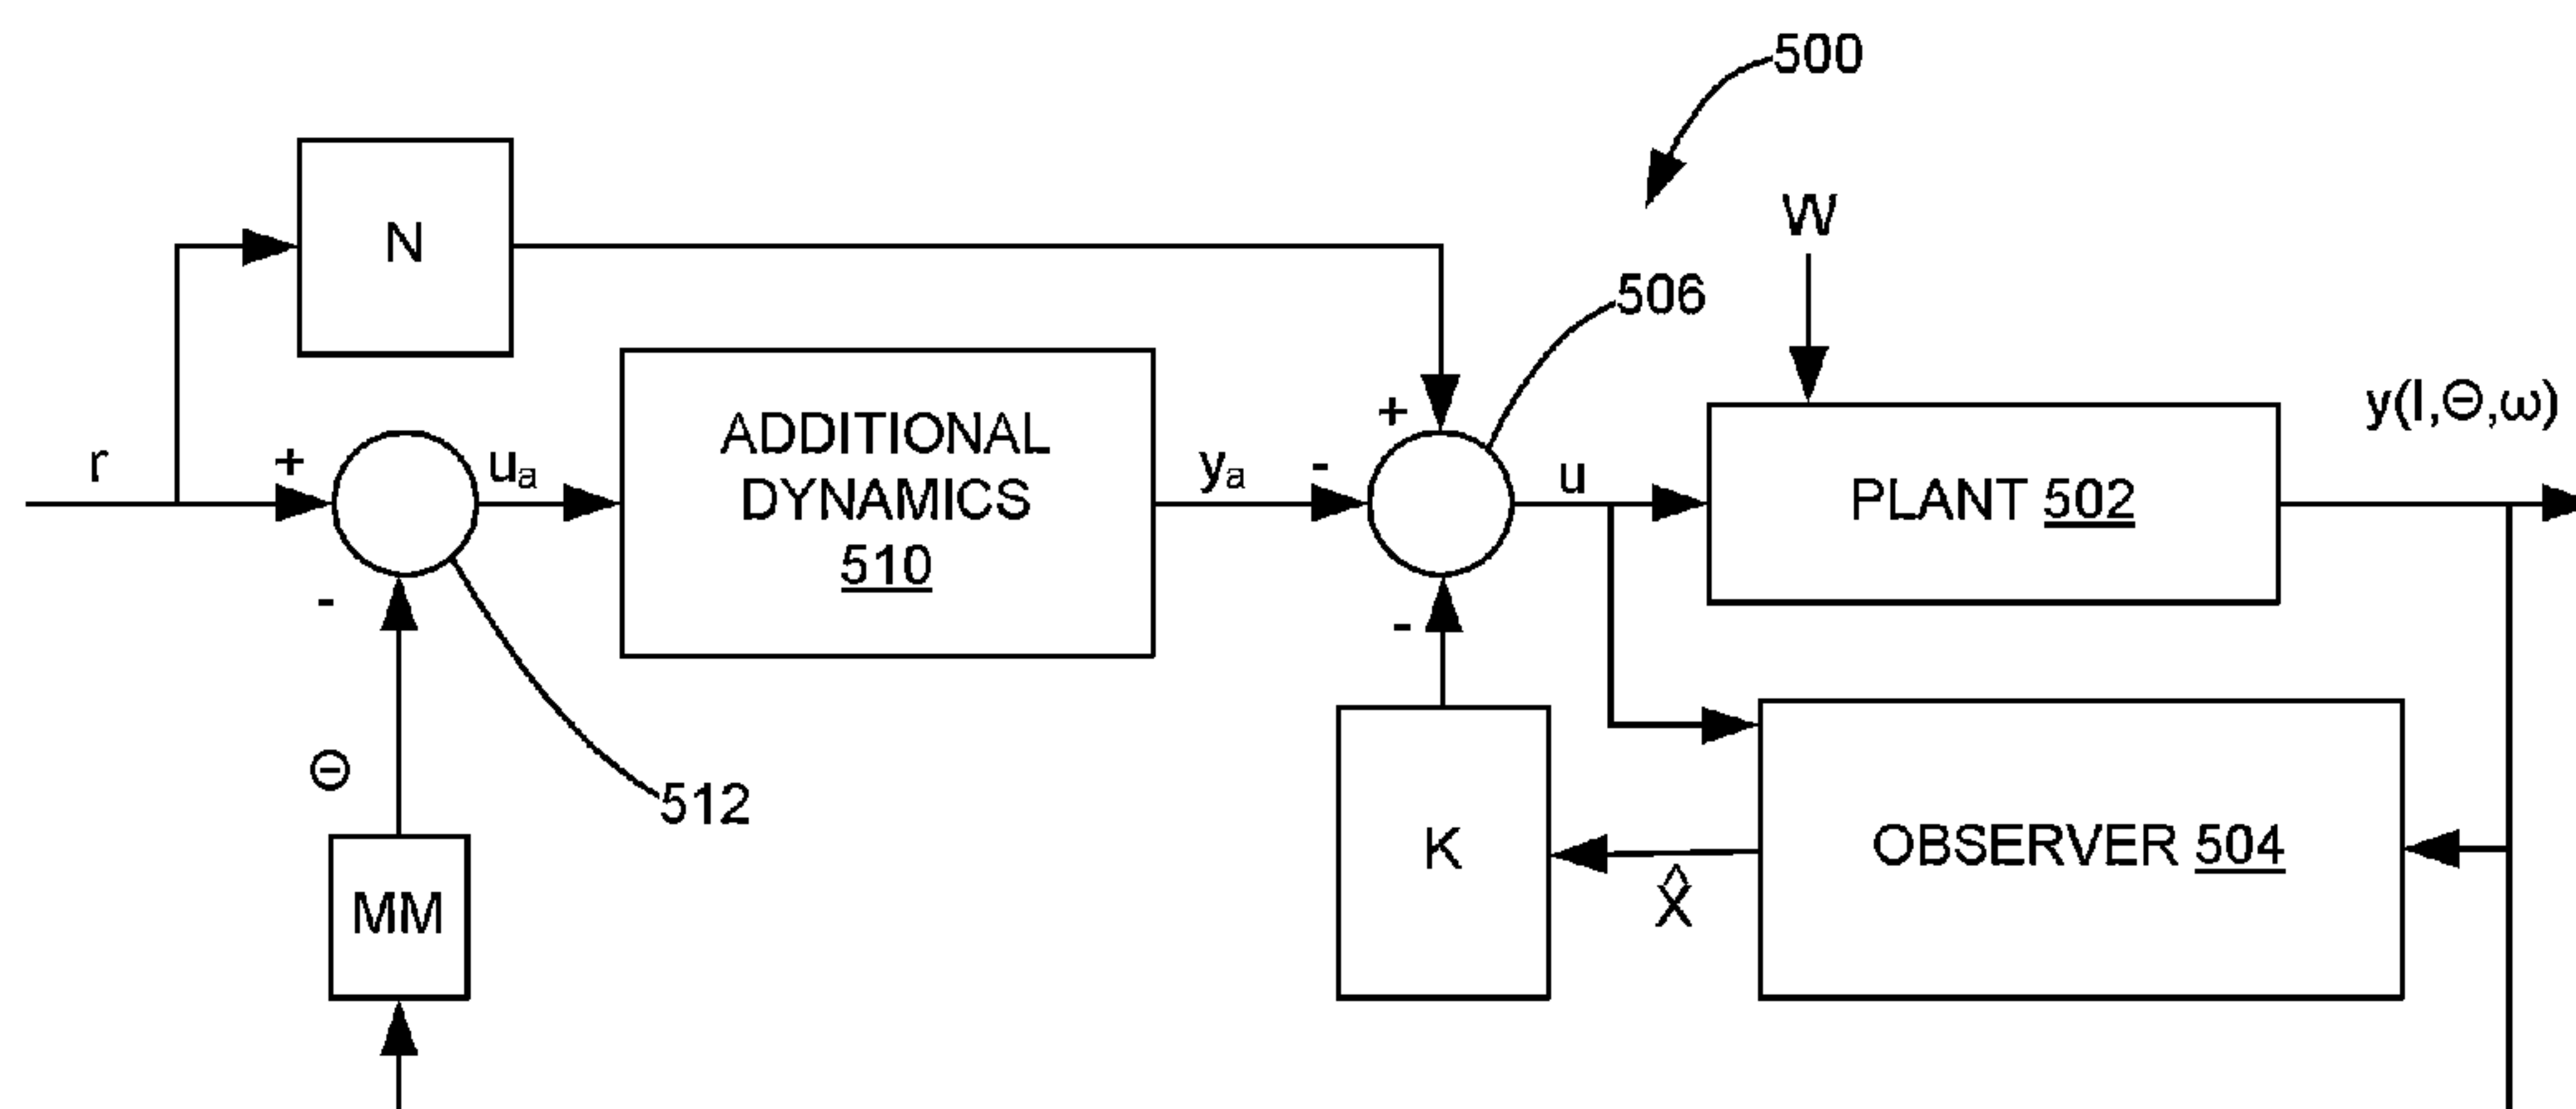 500
W
N
506
y(I,Θ,ω)
+
ADDITIONAL
DYNAMICS
510
r
+
uₐ
yₐ
-
u
PLANT 502
-
-
Θ
512
K
X̂
OBSERVER 504
MM